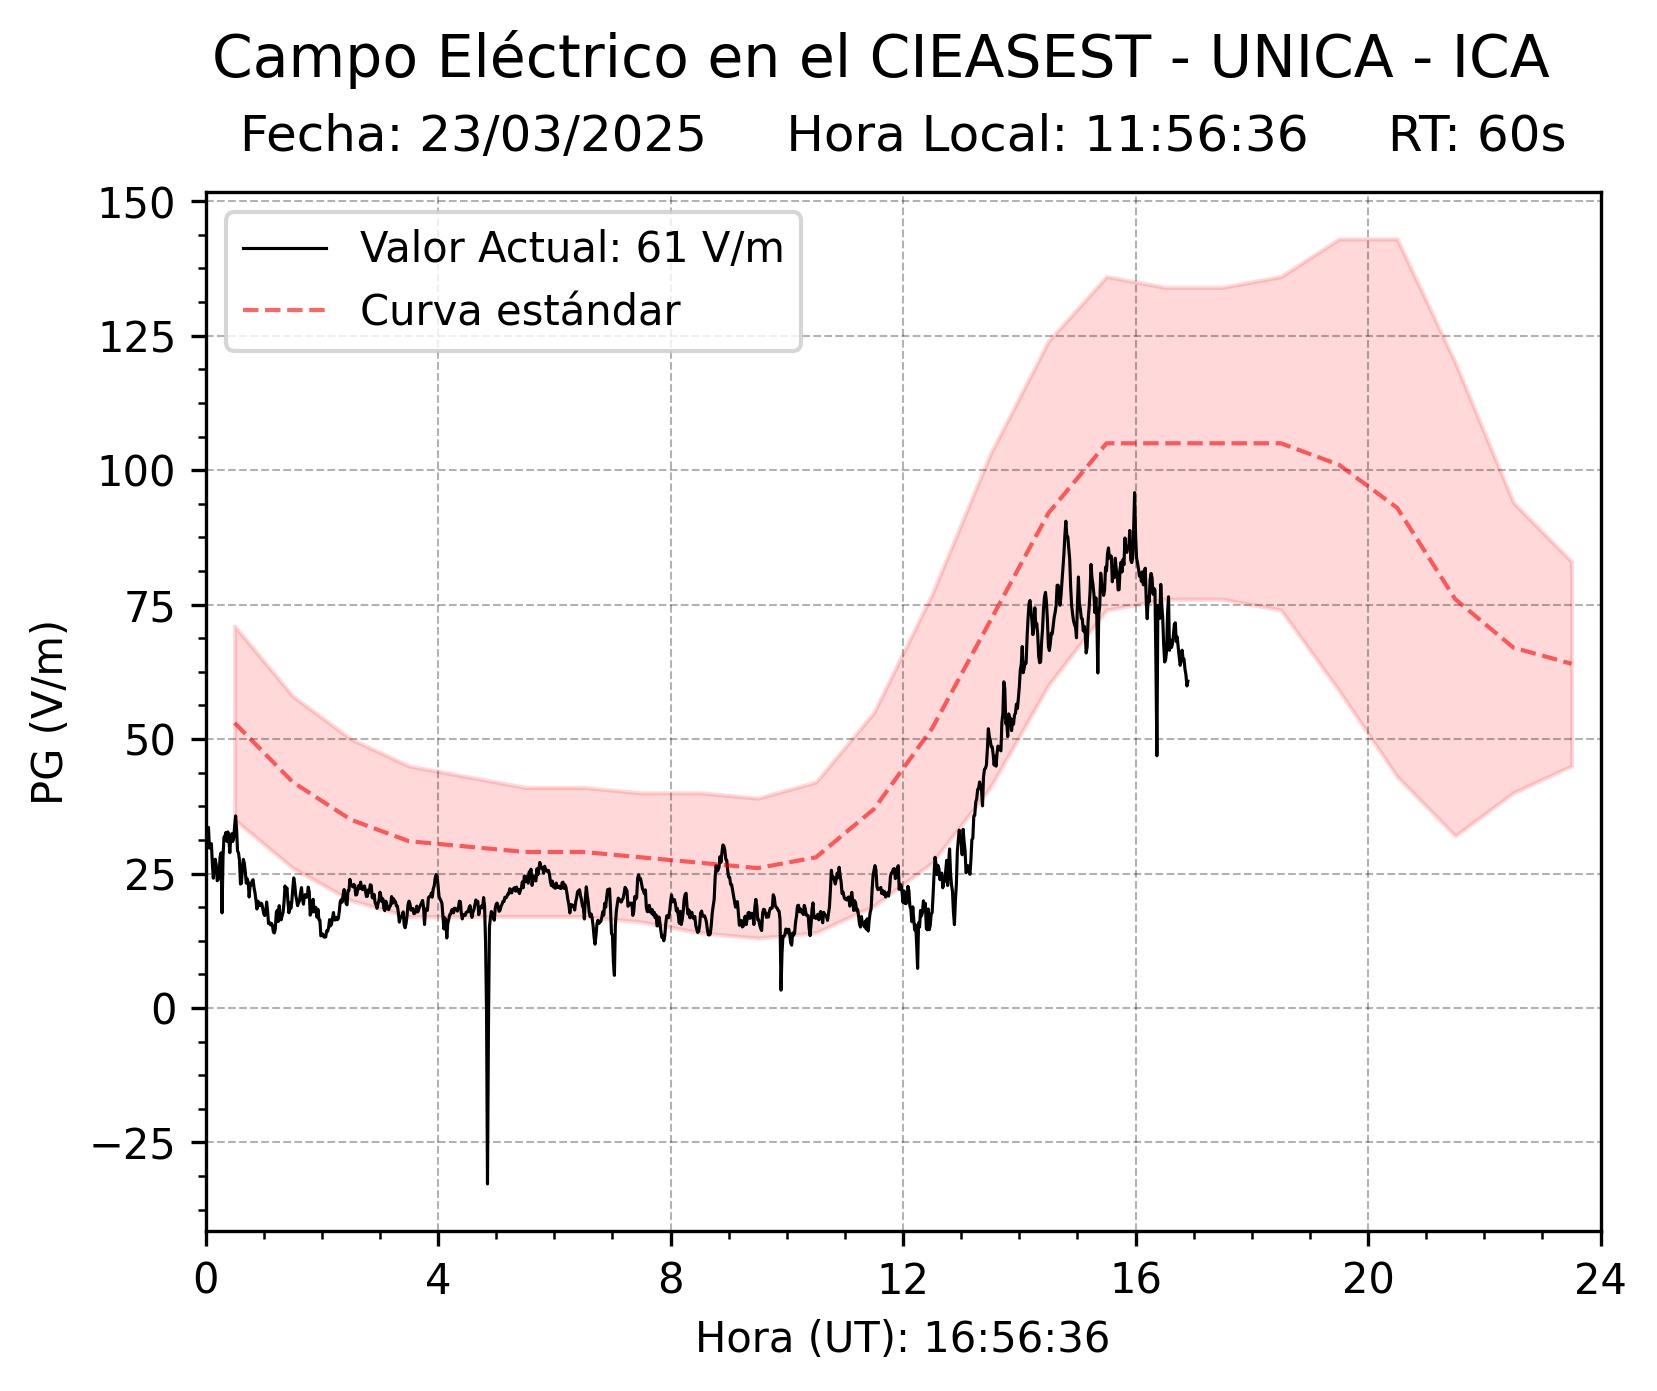 Campo Eléctrico en el CIEASEST - UNICA - ICA
Fecha: 23/03/2025 Hora Local: 11:56:36 RT: 60s
Valor Actual: 61 V/m
Curva estándar
PG (V/m)
150
125
100
75
50
25
0
−25
0 4 8 12 16 20 24
Hora (UT): 16:56:36